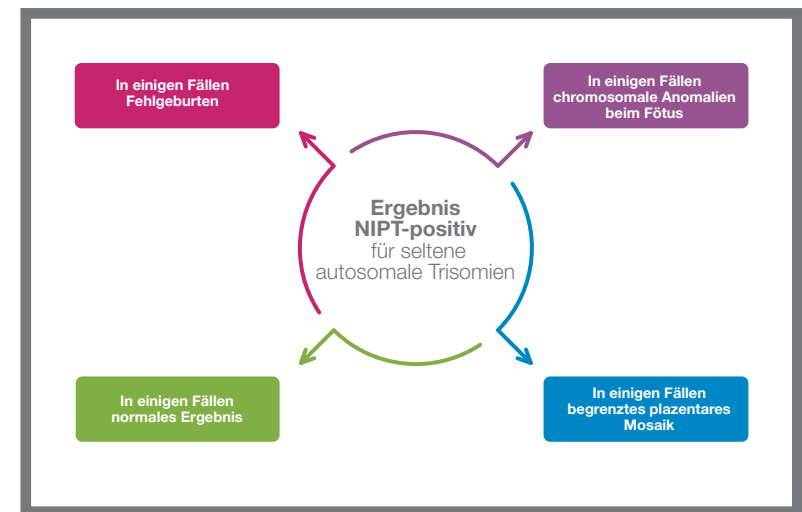 In einigen Fällen
Fehlgeburten
In einigen Fällen
chromosomale Anomalien
beim Fötus
Ergebnis
NIPT-positiv
für seltene
autosomale Trisomien
In einigen Fällen
normales Ergebnis
In einigen Fällen
begrenztes plazentares
Mosaik